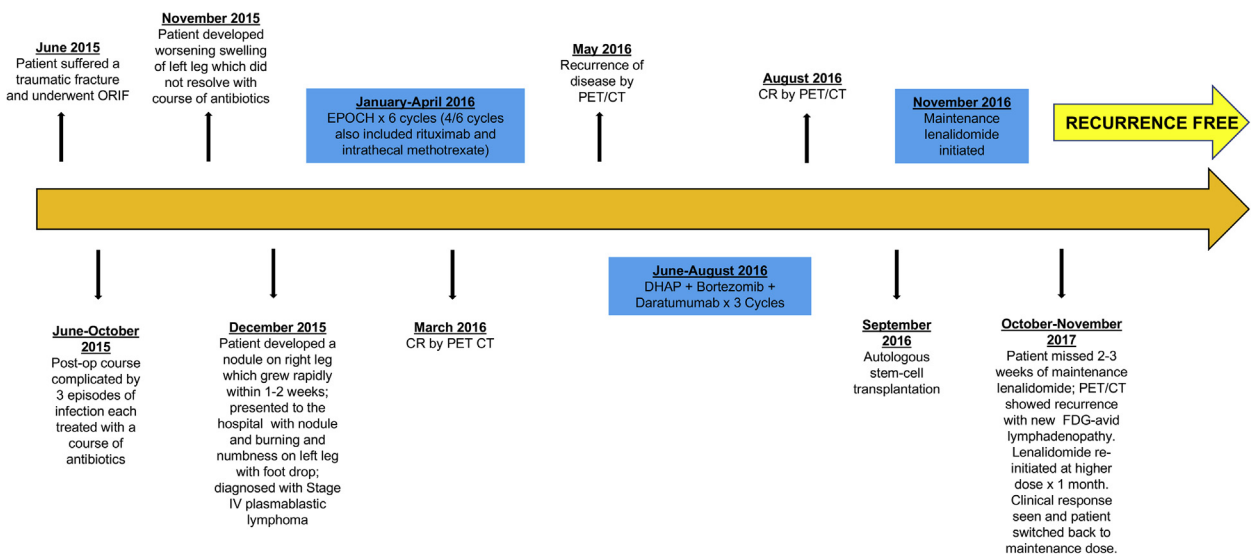 June 2015
Patient suffered a
traumatic fracture
and underwent ORIF
November 2015
Patient developed
worsening swelling
of left leg which did
not resolve with
course of antibiotics
January-April 2016
EPOCH x 6 cycles (4/6 cycles
also included rituximab and
intrathecal methotrexate)
May 2016
Recurrence of
disease by
PET/CT
August 2016
CR by PET/CT
November 2016
Maintenance
lenalidomide
initiated
RECURRENCE FREE
June-October
2015
Post-op course
complicated by
3 episodes of
infection each
treated with a
course of
antibiotics
December 2015
Patient developed a
nodule on right leg
which grew rapidly
within 1-2 weeks;
presented to the
hospital with nodule
and burning and
numbness on left leg
with foot drop;
diagnosed with Stage
IV plasmablastic
lymphoma
March 2016
CR by PET CT
June-August 2016
DHAP + Bortezomib +
Daratumumab x 3 Cycles
September
2016
Autologous
stem-cell
transplantation
October-November
2017
Patient missed 2-3
weeks of maintenance
lenalidomide; PET/CT
showed recurrence
with new FDG-avid
lymphadenopathy.
Lenalidomide re-
initiated at higher
dose x 1 month.
Clinical response
seen and patient
switched back to
maintenance dose.